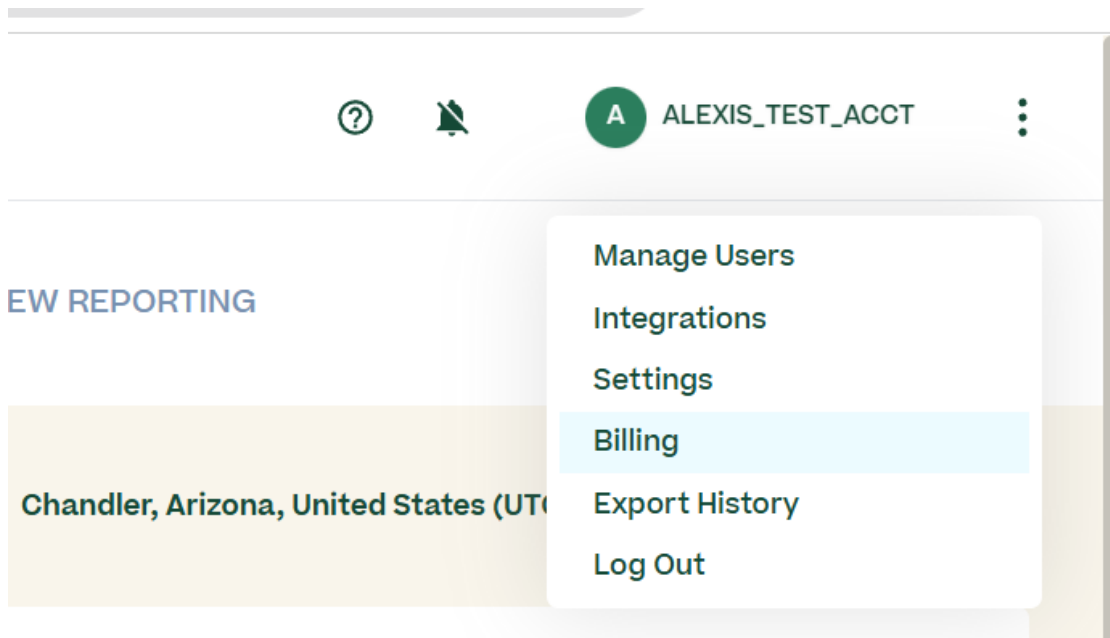 A ALEXIS_TEST_ACCT
Manage Users
EW REPORTING
Integrations
Settings
Billing
Chandler, Arizona, United States (UT
Export History
Log Out